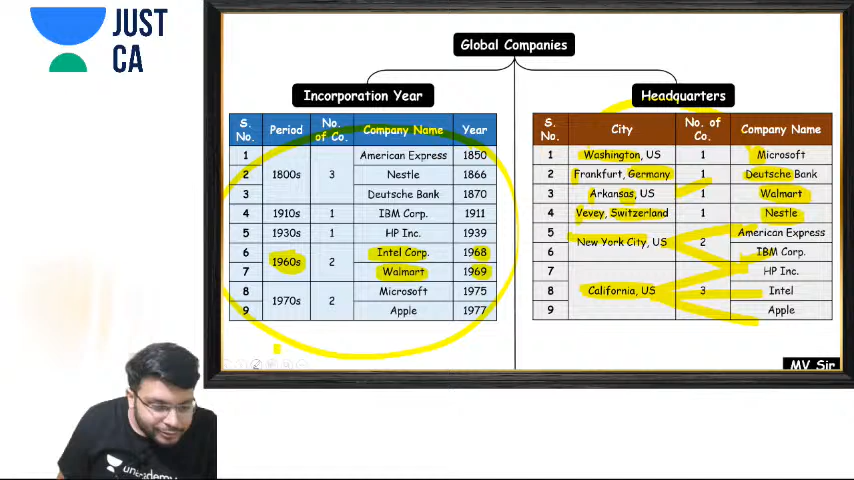 JUST
CA
Global Companies
Incorporation Year
S. No. Period No. of Co. Company Name Year
1 1800s 3 American Express 1850
2 Nestle 1866
3 Deutsche Bank 1870
4 1910s 1 IBM Corp. 1911
5 1930s 1 HP Inc. 1939
6 1960s 2 Intel Corp. 1968
7 Walmart 1969
8 1970s 2 Microsoft 1975
9 Apple 1977
Headquarters
S. No. City No. of Co. Company Name
1 Washington, US 1 Microsoft
2 Frankfurt, Germany 1 Deutsche Bank
3 Arkansas, US 1 Walmart
4 Vevey, Switzerland 1 Nestle
5 New York City, US 2 American Express
6 IBM Corp.
7 California, US 3 HP Inc.
8 Intel
9 Apple
MV Sir
unacademy